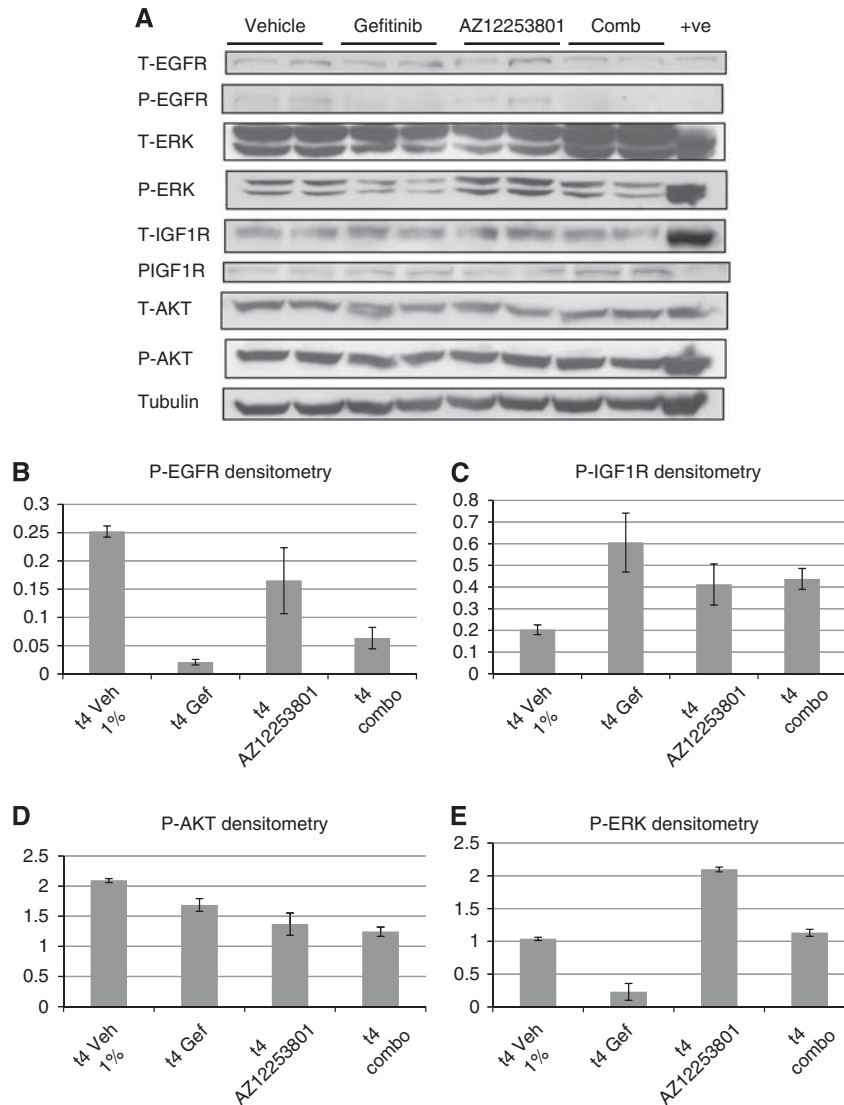 A
Vehicle Gefitinib AZ12253801 Comb +ve
T-EGFR
P-EGFR
T-ERK
P-ERK
T-IGF1R
PIGF1R
T-AKT
P-AKT
Tubulin
B
P-EGFR densitometry
0.3
0.25
0.2
0.15
0.1
0.05
0
t4 Veh
1%
t4 Gef
t4
AZ12253801
t4
combo
C
P-IGF1R densitometry
0.8
0.7
0.6
0.5
0.4
0.3
0.2
0.1
0
t4 Veh
1%
t4 Gef
t4
AZ12253801
t4
combo
D
P-AKT densitometry
2.5
2
1.5
1
0.5
0
t4 Veh
1%
t4 Gef
t4
AZ12253801
t4
combo
E
P-ERK densitometry
2.5
2
1.5
1
0.5
0
t4 Veh
1%
t4 Gef
t4
AZ12253801
t4
combo